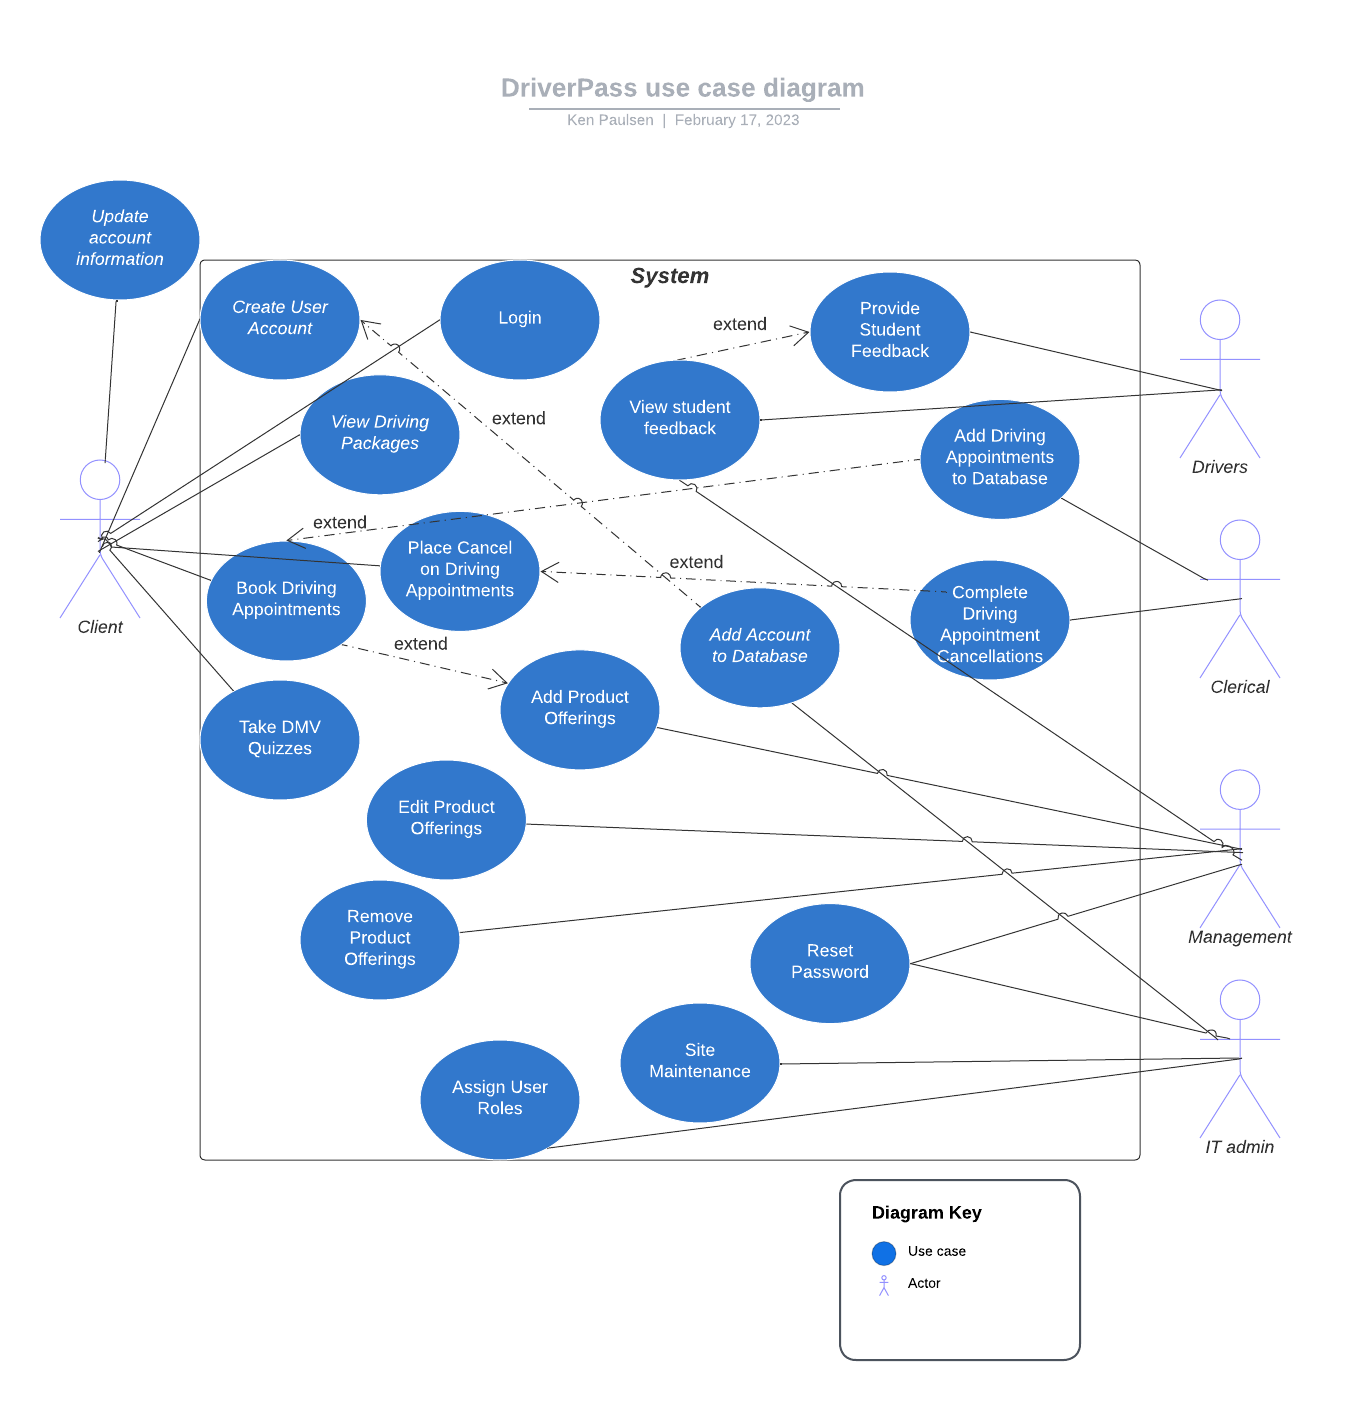 DriverPass use case diagram
Ken Paulsen | February 17, 2023
Update
account
information
System
Create User
Account
Login
Provide
Student
Feedback
extend
View Driving
Packages
extend
View student
feedback
Add Driving
Appointments
to Database
Drivers
extend
Place Cancel
on Driving
Appointments
extend
Book Driving
Appointments
Complete
Driving
Appointment
Cancellations
Client
extend
Add Account
to Database
Clerical
Take DMV
Quizzes
Add Product
Offerings
Edit Product
Offerings
Remove
Product
Offerings
Reset
Password
Management
Site
Maintenance
Assign User
Roles
IT admin
Diagram Key
Use case
Actor